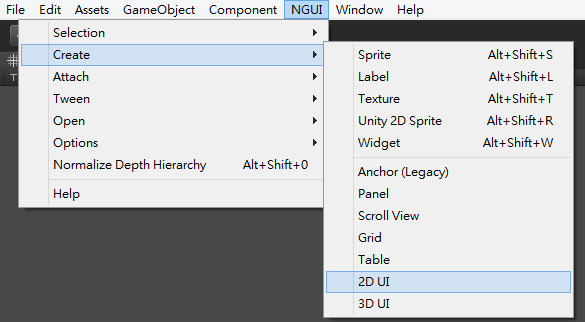 File Edit Assets GameObject Component NGUI Window Help
Selection
Create
Attach
Tween
Open
Options
Normalize Depth Hierarchy Alt+Shift+0
Help
Sprite Alt+Shift+S
Label Alt+Shift+L
Texture Alt+Shift+T
Unity 2D Sprite Alt+Shift+R
Widget Alt+Shift+W
Anchor (Legacy)
Panel
Scroll View
Grid
Table
2D UI
3D UI